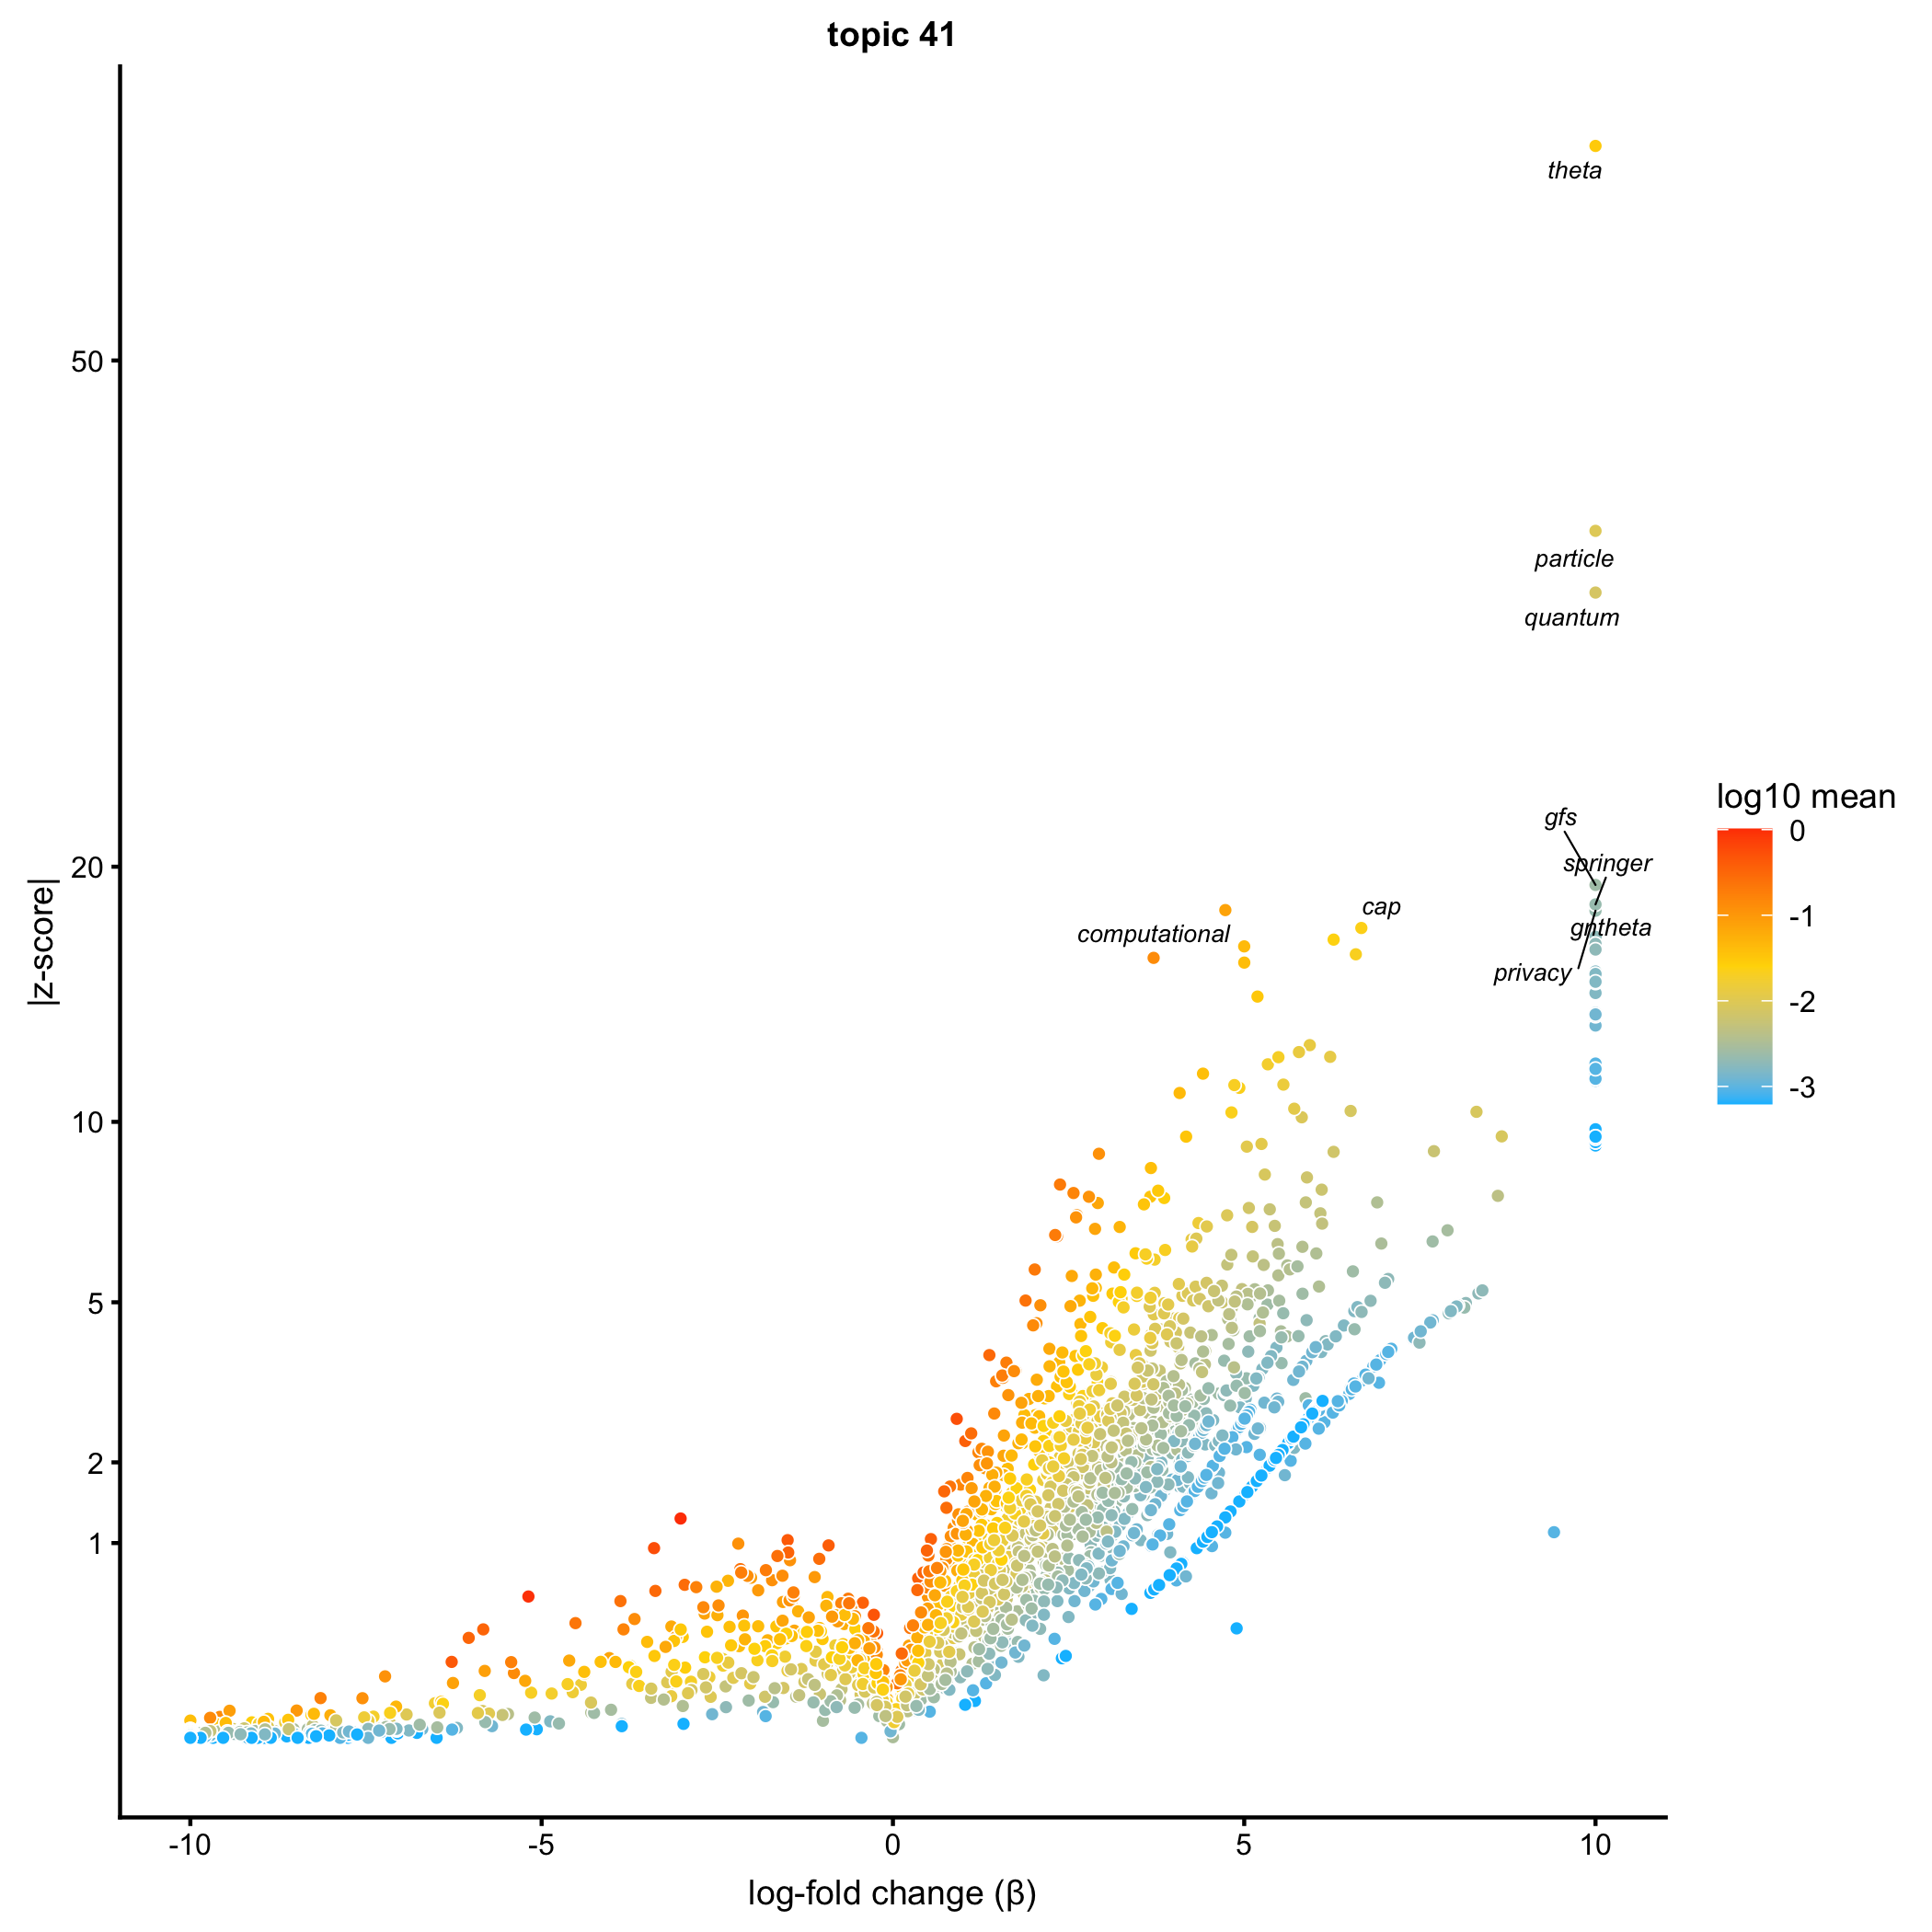 topic 41
theta
50
particle
quantum
log10 mean
gfs
0
springer
20
cap
-1
computational
gntheta
privacy
-2
|z-score|
-3
10
5
2
1
-10
-5
0
5
10
log-fold change (β)